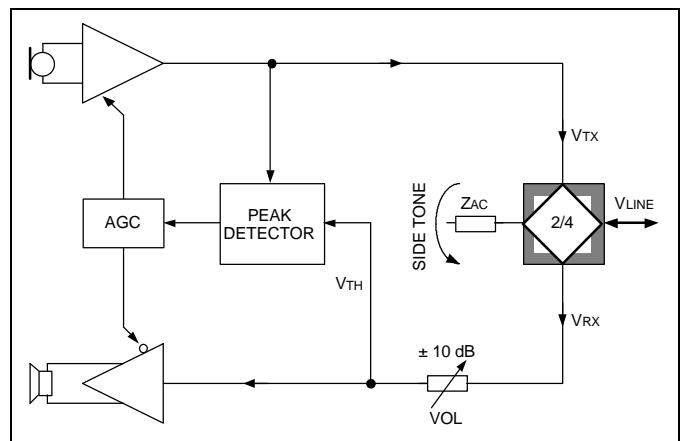 VTX
AGC
PEAK
DETECTOR
SIDE TONE
ZAC
2/4
VLINE
VTH
VRX
± 10 dB
VOL